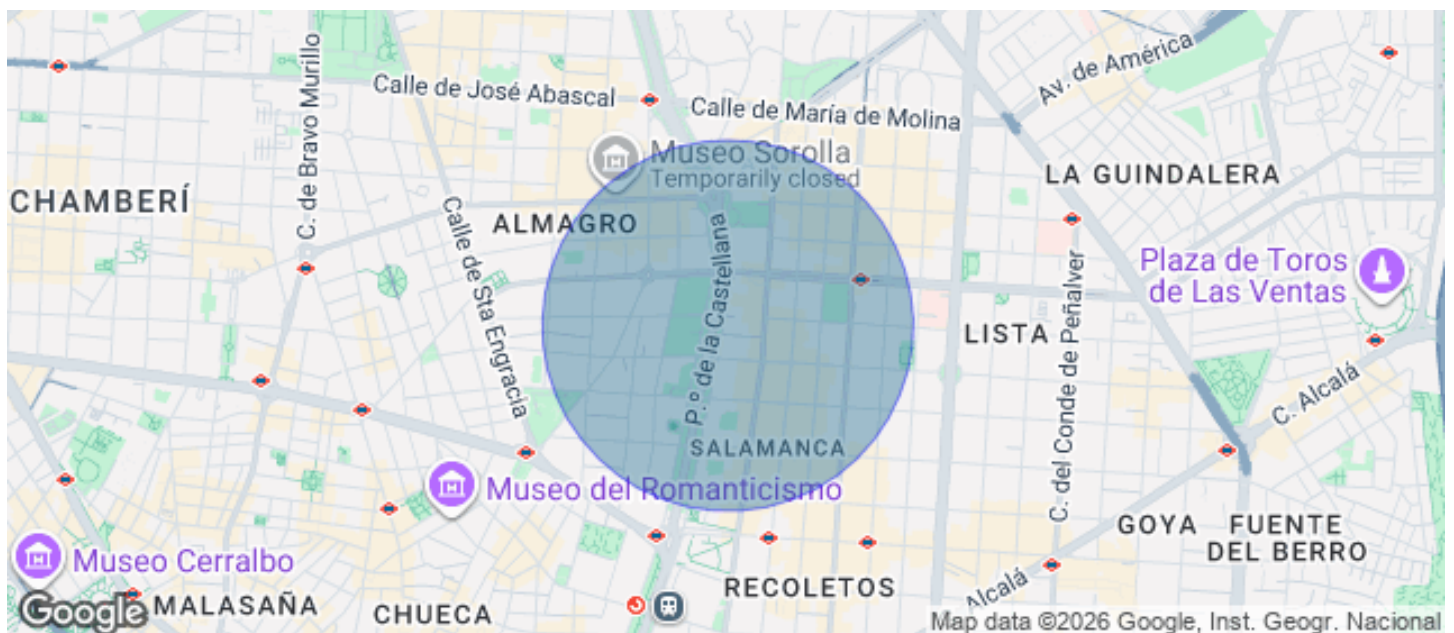 Calle de José Abascal
C. de Bravo Murillo
Av. de América
Calle de María de Molina
Museo Sorolla
Temporarily closed
LA GUINDALERA
CHAMBERÍ
ALMAGRO
Calle de Sta Engracia
P.º de la Castellana
Plaza de Toros
de Las Ventas
LISTA
C. del Conde de Peñalver
C. Alcalá
SALAMANCA
Museo del Romanticismo
GOYA
FUENTE
DEL BERRO
Museo Cerralbo
RECOLETOS
Alcalá
MALASAÑA
CHUECA
Google
Map data ©2026 Google, Inst. Geogr. Nacional